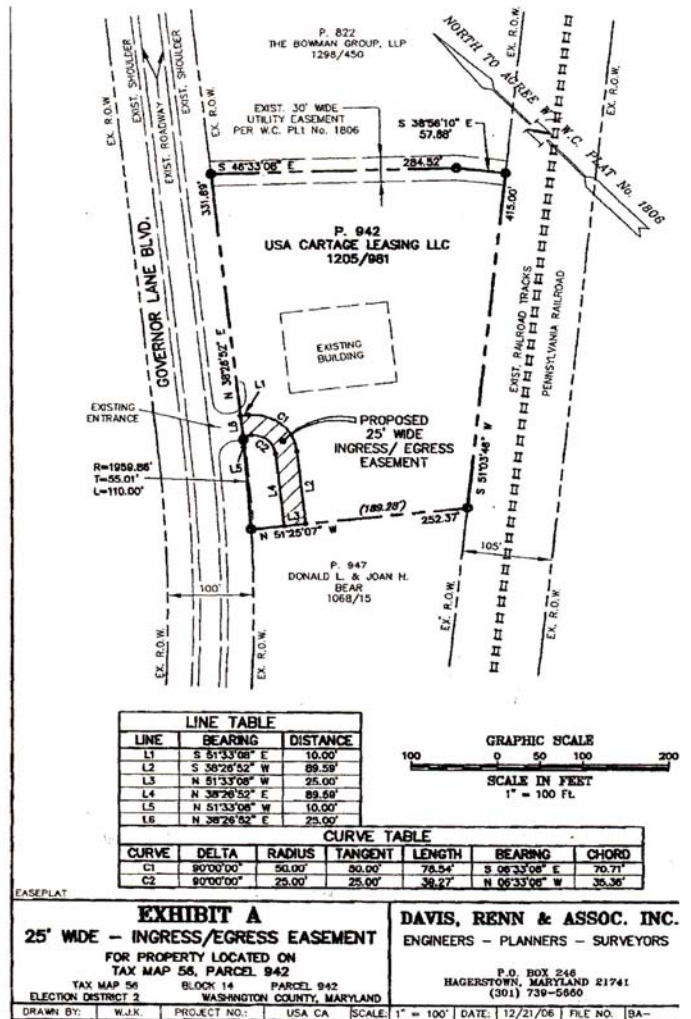 P. 822
THE BOWMAN GROUP, LLP
1298/450
EX. R.O.W.
EXIST. SHOULDER
EXIST. ROADWAY
EXIST. SHOULDER
EX. R.O.W.
EX. R.O.W.
EX. R.O.W.
NORTH TO AGREE W/ W.C. PLAT No. 1806
N
EXIST. 30' WIDE
UTILITY EASEMENT
PER W.C. PLt No. 1806
S 38°56'10" E
57.88'
S 46°33'08" E
284.52'
331.89'
415.00'
P. 942
USA CARTAGE LEASING LLC
1205/981
GOVERNOR LANE BLVD.
N 38°26'52" E
EXISTING
BUILDING
EXIST. RAILROAD TRACKS
PENNSYLVANIA RAILROAD
EXISTING
ENTRANCE
L6
L1
C1
C2
L5
PROPOSED
25' WIDE
INGRESS/ EGRESS
EASEMENT
R=1959.86'
T=55.01'
L=110.00'
L4
L2
L3
S 51°03'46" W
(189.28')
252.37'
N 51°25'07" W
105'
P. 947
DONALD L. & JOAN H.
BEAR
1068/15
100'
EX. R.O.W.
EX. R.O.W.
EX. R.O.W.
EX. R.O.W.
LINE TABLE
LINE BEARING DISTANCE
L1 S 51°33'08" E 10.00'
L2 S 38°26'52" W 89.59'
L3 N 51°33'08" W 25.00'
L4 N 38°26'52" E 89.59'
L5 N 51°33'08" W 10.00'
L6 N 38°26'52" E 25.00'
GRAPHIC SCALE
100 0 50 100 200
SCALE IN FEET
1" = 100 Ft.
CURVE TABLE
CURVE DELTA RADIUS TANGENT LENGTH BEARING CHORD
C1 90°00'00" 50.00' 50.00' 78.54' S 06°33'08" E 70.71'
C2 90°00'00" 25.00' 25.00' 39.27' N 06°33'08" W 35.36'
EASEPLAT
EXHIBIT A
25' WIDE – INGRESS/EGRESS EASEMENT
FOR PROPERTY LOCATED ON
TAX MAP 56, PARCEL 942
TAX MAP 56 BLOCK 14 PARCEL 942
ELECTION DISTRICT 2 WASHINGTON COUNTY, MARYLAND
DAVIS, RENN & ASSOC. INC.
ENGINEERS – PLANNERS – SURVEYORS
P.O. BOX 246
HAGERSTOWN, MARYLAND 21741
(301) 739-5660
DRAWN BY: W.J.K. PROJECT NO.: USA CA SCALE: 1" = 100' DATE: 12/21/06 FILE NO. BA-